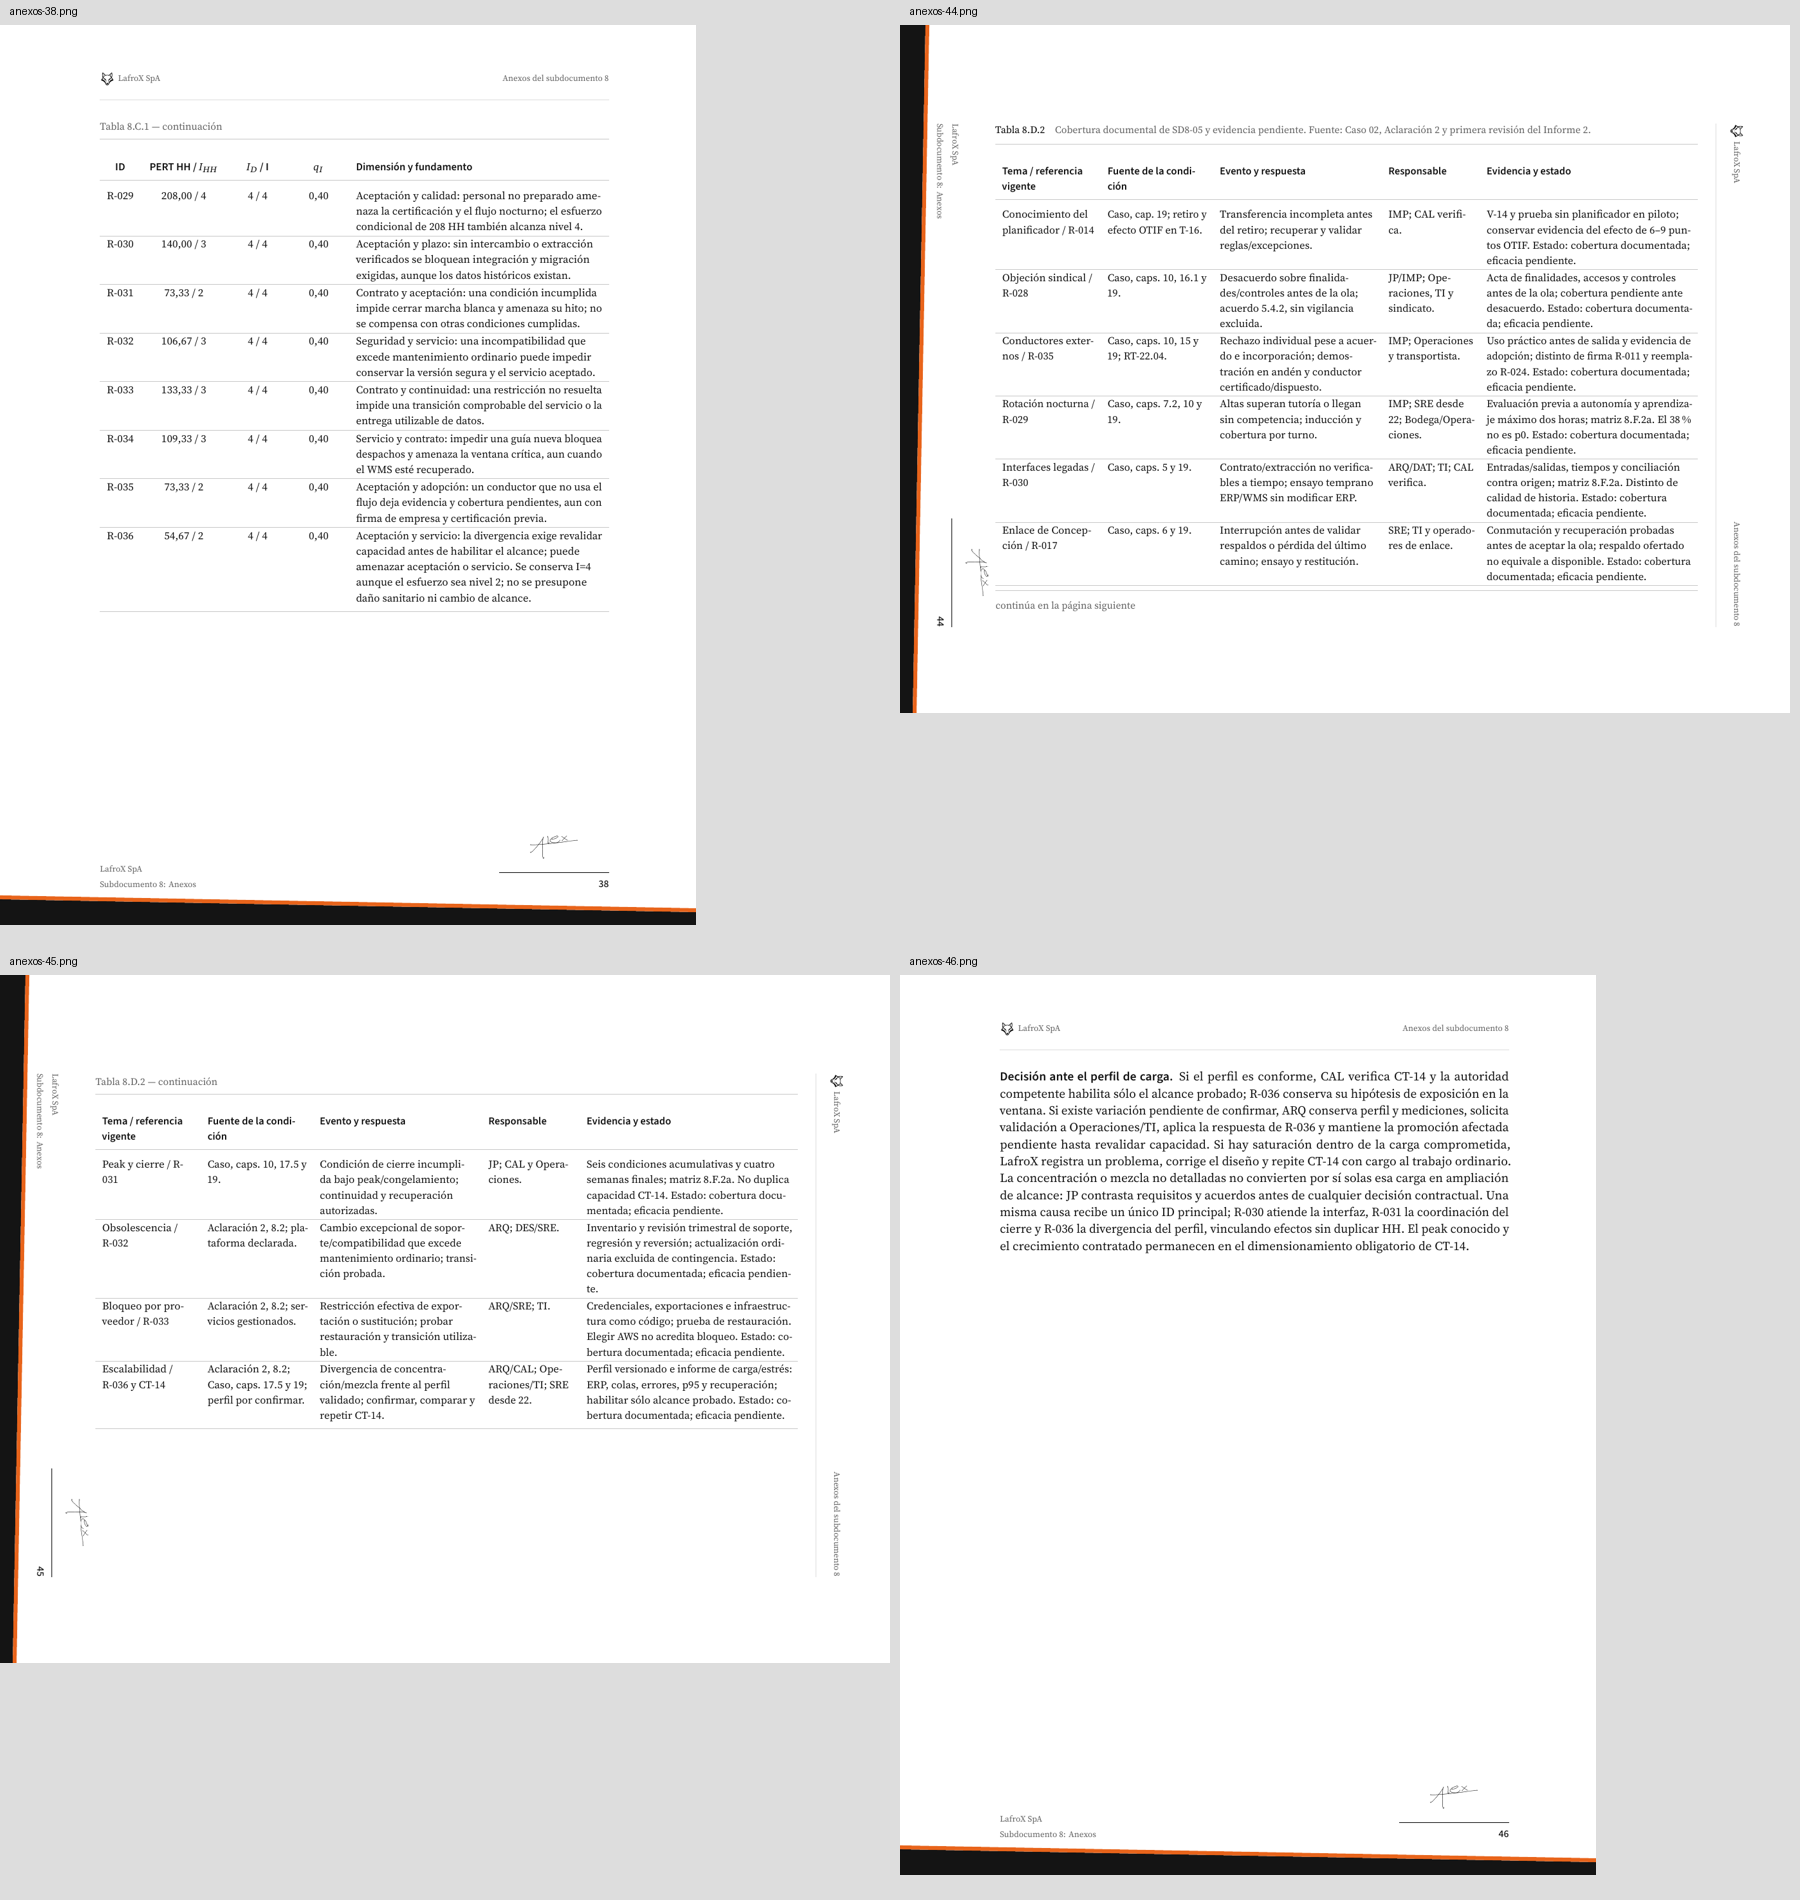 anexos-38.png
LafroX SpA
Anexos del subdocumento 8
Tabla 8.C.1 — continuación
ID PERT HH / I_HH I_D / I q_I Dimensión y fundamento
R-029 208,00 / 4 4 / 4 0,40 Aceptación y calidad: personal no preparado ame-
naza la certificación y el flujo nocturno; el esfuerzo
condicional de 208 HH también alcanza nivel 4.
R-030 140,00 / 3 4 / 4 0,40 Aceptación y plazo: sin intercambio o extracción
verificados se bloquean integración y migración
exigidas, aunque los datos históricos existan.
R-031 73,33 / 2 4 / 4 0,40 Contrato y aceptación: una condición incumplida
impide cerrar marcha blanca y amenaza su hito; no
se compensa con otras condiciones cumplidas.
R-032 106,67 / 3 4 / 4 0,40 Seguridad y servicio: una incompatibilidad que
excede mantenimiento ordinario puede impedir
conservar la versión segura y el servicio aceptado.
R-033 133,33 / 3 4 / 4 0,40 Contrato y continuidad: una restricción no resuelta
impide una transición comprobable del servicio o la
entrega utilizable de datos.
R-034 109,33 / 3 4 / 4 0,40 Servicio y contrato: impedir una guía nueva bloquea
despachos y amenaza la ventana crítica, aun cuando
el WMS esté recuperado.
R-035 73,33 / 2 4 / 4 0,40 Aceptación y adopción: un conductor que no usa el
flujo deja evidencia y cobertura pendientes, aun con
firma de empresa y certificación previa.
R-036 54,67 / 2 4 / 4 0,40 Aceptación y servicio: la divergencia exige revalidar
capacidad antes de habilitar el alcance; puede
amenazar aceptación o servicio. Se conserva I=4
aunque el esfuerzo sea nivel 2; no se presupone
daño sanitario ni cambio de alcance.
Alex
LafroX SpA
Subdocumento 8: Anexos
38
anexos-44.png
LafroX SpA
Subdocumento 8: Anexos
Tabla 8.D.2 Cobertura documental de SD8-05 y evidencia pendiente. Fuente: Caso 02, Aclaración 2 y primera revisión del Informe 2.
LafroX SpA
Tema / referencia Fuente de la condi- Evento y respuesta Responsable Evidencia y estado
vigente ción
Conocimiento del Caso, cap. 19; retiro y Transferencia incompleta antes IMP; CAL verifi- V-14 y prueba sin planificador en piloto;
planificador / R-014 efecto OTIF en T-16. del retiro; recuperar y validar ca. conservar evidencia del efecto de 6–9 pun-
reglas/excepciones. tos OTIF. Estado: cobertura documentada;
eficacia pendiente.
Objeción sindical / Caso, caps. 10, 16.1 y Desacuerdo sobre finalida- JP/IMP; Ope- Acta de finalidades, accesos y controles
R-028 19. des/controles antes de la ola; raciones, TI y antes de la ola; cobertura pendiente ante
acuerdo 5.4.2, sin vigilancia sindicato. desacuerdo. Estado: cobertura documenta-
excluida. da; eficacia pendiente.
Conductores exter- Caso, caps. 10, 15 y Rechazo individual pese a acuer- IMP; Operaciones Uso práctico antes de salida y evidencia de
nos / R-035 19; RT-22.04. do e incorporación; demos- y transportista. adopción; distinto de firma R-011 y reempla-
tración en andén y conductor zo R-024. Estado: cobertura documentada;
certificado/dispuesto. eficacia pendiente.
Rotación nocturna / Caso, caps. 7.2, 10 y Altas superan tutoría o llegan IMP; SRE desde Evaluación previa a autonomía y aprendiza-
R-029 19. sin competencia; inducción y 22; Bodega/Opera- je máximo dos horas; matriz 8.F.2a. El 38 %
cobertura por turno. ciones. no es p0. Estado: cobertura documentada;
eficacia pendiente.
Interfaces legadas / Caso, caps. 5 y 19. Contrato/extracción no verifica- ARQ/DAT; TI; CAL Entradas/salidas, tiempos y conciliación
R-030 bles a tiempo; ensayo temprano verifica. contra origen; matriz 8.F.2a. Distinto de
ERP/WMS sin modificar ERP. calidad de historia. Estado: cobertura
documentada; eficacia pendiente.
Enlace de Concep- Caso, caps. 6 y 19. Interrupción antes de validar SRE; TI y operado- Conmutación y recuperación probadas
ción / R-017 respaldos o pérdida del último res de enlace. antes de aceptar la ola; respaldo ofertado
camino; ensayo y restitución. no equivale a disponible. Estado: cobertura
documentada; eficacia pendiente.
continúa en la página siguiente
Alex
44
Anexos del subdocumento 8
anexos-45.png
LafroX SpA
Subdocumento 8: Anexos
Tabla 8.D.2 — continuación
LafroX SpA
Tema / referencia Fuente de la condi- Evento y respuesta Responsable Evidencia y estado
vigente ción
Peak y cierre / R- Caso, caps. 10, 17.5 y Condición de cierre incumpli- JP; CAL y Opera- Seis condiciones acumulativas y cuatro
031 19. da bajo peak/congelamiento; ciones. semanas finales; matriz 8.F.2a. No duplica
continuidad y recuperación capacidad CT-14. Estado: cobertura docu-
autorizadas. mentada; eficacia pendiente.
Obsolescencia / Aclaración 2, 8.2; pla- Cambio excepcional de sopor- ARQ; DES/SRE. Inventario y revisión trimestral de soporte,
R-032 taforma declarada. te/compatibilidad que excede regresión y reversión; actualización ordi-
mantenimiento ordinario; transi- naria excluida de contingencia. Estado:
ción probada. cobertura documentada; eficacia pendien-
te.
Bloqueo por pro- Aclaración 2, 8.2; ser- Restricción efectiva de expor- ARQ/SRE; TI. Credenciales, exportaciones e infraestruc-
veedor / R-033 vicios gestionados. tación o sustitución; probar tura como código; prueba de restauración.
restauración y transición utiliza- Elegir AWS no acredita bloqueo. Estado: co-
ble. bertura documentada; eficacia pendiente.
Escalabilidad / Aclaración 2, 8.2; Divergencia de concentra- ARQ/CAL; Ope- Perfil versionado e informe de carga/estrés:
R-036 y CT-14 Caso, caps. 17.5 y 19; ción/mezcla frente al perfil raciones/TI; SRE ERP, colas, errores, p95 y recuperación;
perfil por confirmar. validado; confirmar, comparar y desde 22. habilitar sólo alcance probado. Estado: co-
repetir CT-14. bertura documentada; eficacia pendiente.
Alex
45
Anexos del subdocumento 8
anexos-46.png
LafroX SpA
Anexos del subdocumento 8
Decisión ante el perfil de carga. Si el perfil es conforme, CAL verifica CT-14 y la autoridad
competente habilita sólo el alcance probado; R-036 conserva su hipótesis de exposición en la
ventana. Si existe variación pendiente de confirmar, ARQ conserva perfil y mediciones, solicita
validación a Operaciones/TI, aplica la respuesta de R-036 y mantiene la promoción afectada
pendiente hasta revalidar capacidad. Si hay saturación dentro de la carga comprometida,
LafroX registra un problema, corrige el diseño y repite CT-14 con cargo al trabajo ordinario.
La concentración o mezcla no detalladas no convierten por sí solas esa carga en ampliación
de alcance: JP contrasta requisitos y acuerdos antes de cualquier decisión contractual. Una
misma causa recibe un único ID principal; R-030 atiende la interfaz, R-031 la coordinación del
cierre y R-036 la divergencia del perfil, vinculando efectos sin duplicar HH. El peak conocido y
el crecimiento contratado permanecen en el dimensionamiento obligatorio de CT-14.
Alex
LafroX SpA
Subdocumento 8: Anexos
46